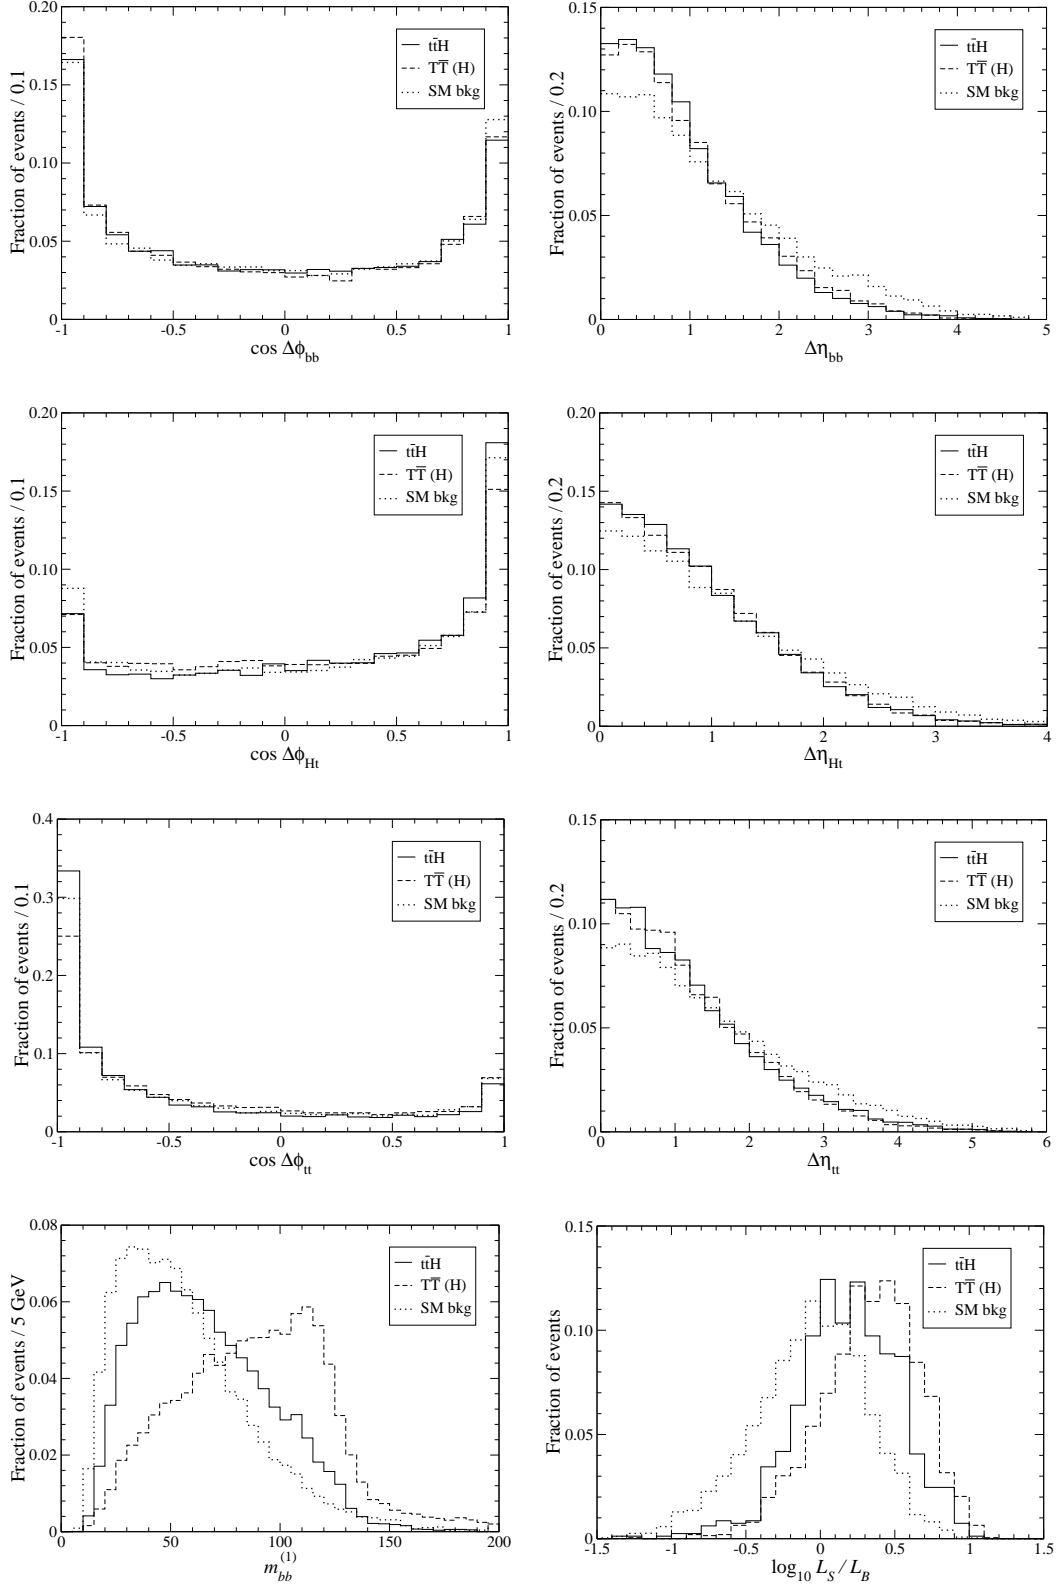 0.20
0.15
0.10
0.05
0
Fraction of events / 0.1
tt̄H
TT̄ (H)
SM bkg
-1 -0.5 0 0.5 1
cos Δϕbb
0.15
0.10
0.05
0
Fraction of events / 0.2
tt̄H
TT̄ (H)
SM bkg
0 1 2 3 4 5
Δηbb
0.20
0.15
0.10
0.05
0
Fraction of events / 0.1
tt̄H
TT̄ (H)
SM bkg
-1 -0.5 0 0.5 1
cos ΔϕHt
0.20
0.15
0.10
0.05
0
Fraction of events / 0.2
tt̄H
TT̄ (H)
SM bkg
0 1 2 3 4
ΔηHt
0.4
0.3
0.2
0.1
0
Fraction of events / 0.1
tt̄H
TT̄ (H)
SM bkg
-1 -0.5 0 0.5 1
cos Δϕtt
0.15
0.10
0.05
0
Fraction of events / 0.2
tt̄H
TT̄ (H)
SM bkg
0 1 2 3 4 5 6
Δηtt
0.08
0.06
0.04
0.02
0
Fraction of events / 5 GeV
tt̄H
TT̄ (H)
SM bkg
0 50 100 150 200
mbb(1)
0.15
0.10
0.05
0
Fraction of events
tt̄H
TT̄ (H)
SM bkg
-1.5 -1 -0.5 0 0.5 1 1.5
log10 LS / LB